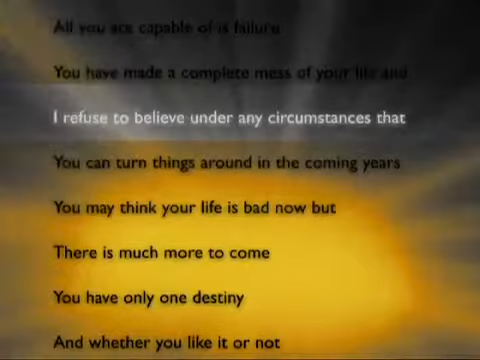 All you are capable of is failure
You have made a complete mess of your life and
I refuse to believe under any circumstances that
You can turn things around in the coming years
You may think your life is bad now but
There is much more to come
You have only one destiny
And whether you like it or not